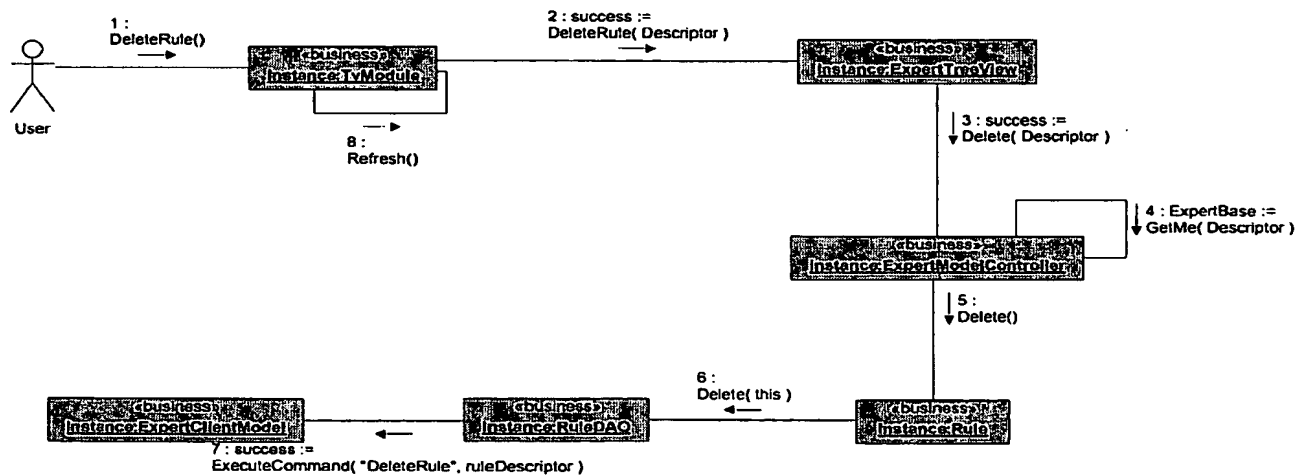 1 :
DeleteRule()
2 : success :=
DeleteRule( Descriptor )
«business»
Instance:TvModule
«business»
Instance:ExpertTreeView
User
8 :
Refresh()
3 : success :=
Delete( Descriptor )
4 : ExpertBase :=
GetMe( Descriptor )
«business»
Instance:ExpertModelController
5 :
Delete()
6 :
Delete( this )
«business»
Instance:ExpertClientModel
«business»
Instance:RuleDAO
«business»
Instance:Rule
7 : success :=
ExecuteCommand( "DeleteRule", ruleDescriptor )